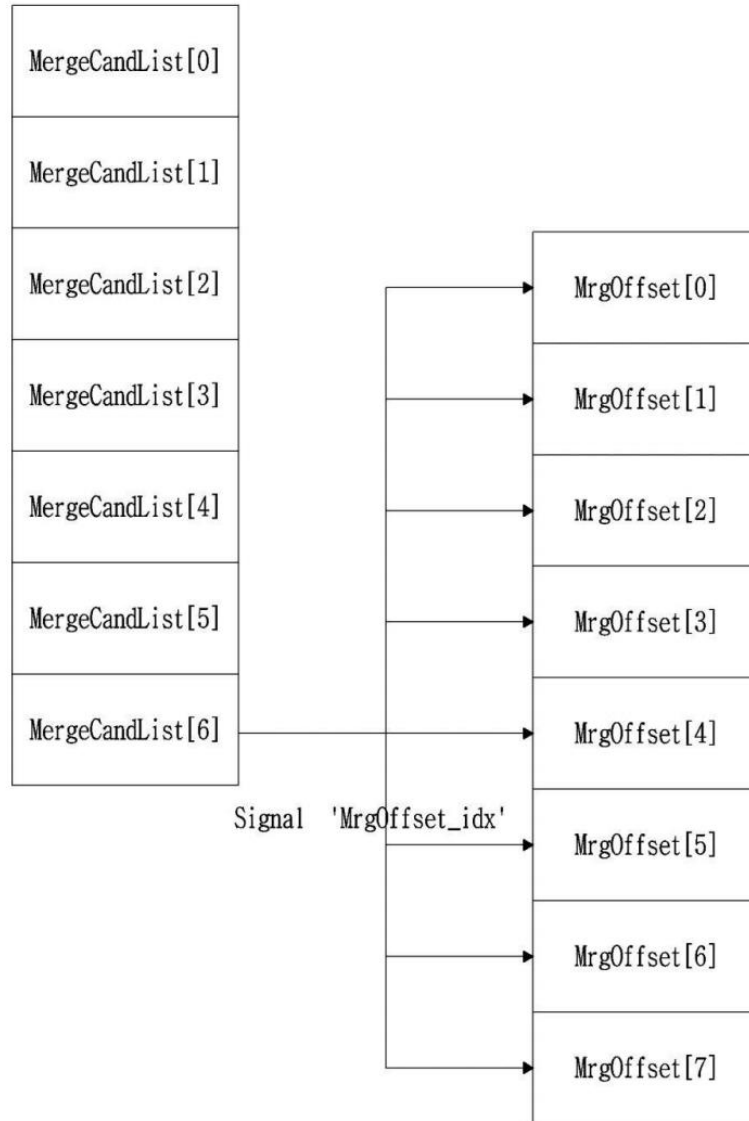 MergeCandList[0]
MergeCandList[1]
MergeCandList[2]
MergeCandList[3]
MergeCandList[4]
MergeCandList[5]
MergeCandList[6]
Signal 'MrgOffset_idx'
MrgOffset[0]
MrgOffset[1]
MrgOffset[2]
MrgOffset[3]
MrgOffset[4]
MrgOffset[5]
MrgOffset[6]
MrgOffset[7]